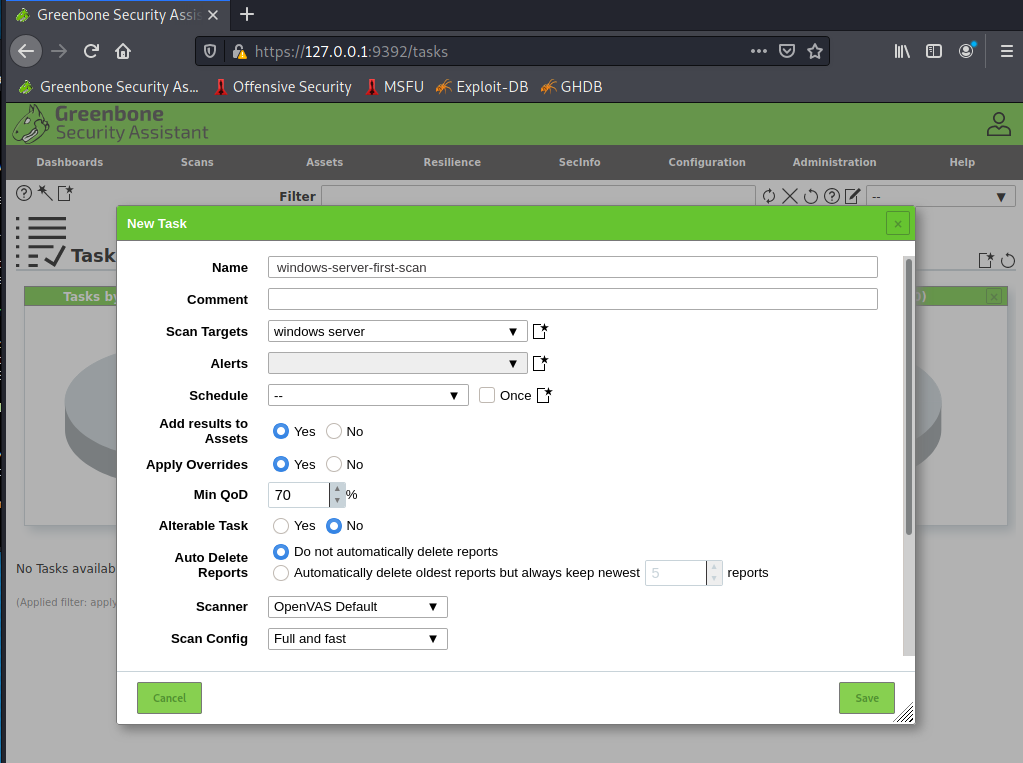 Greenbone Security Assis
https://127.0.0.1:9392/tasks
Greenbone Security As... Offensive Security MSFU Exploit-DB GHDB
Greenbone
Security Assistant
Dashboards Scans Assets Resilience SecInfo Configuration Administration Help
Filter --
Task
Tasks by 0)
New Task
Name windows-server-first-scan
Comment
Scan Targets windows server
Alerts
Schedule -- Once
Add results to
Assets Yes No
Apply Overrides Yes No
Min QoD 70 %
Alterable Task Yes No
Auto Delete
Reports
Do not automatically delete reports
Automatically delete oldest reports but always keep newest 5 reports
Scanner OpenVAS Default
Scan Config Full and fast
No Tasks availab
(Applied filter: apply
Cancel Save